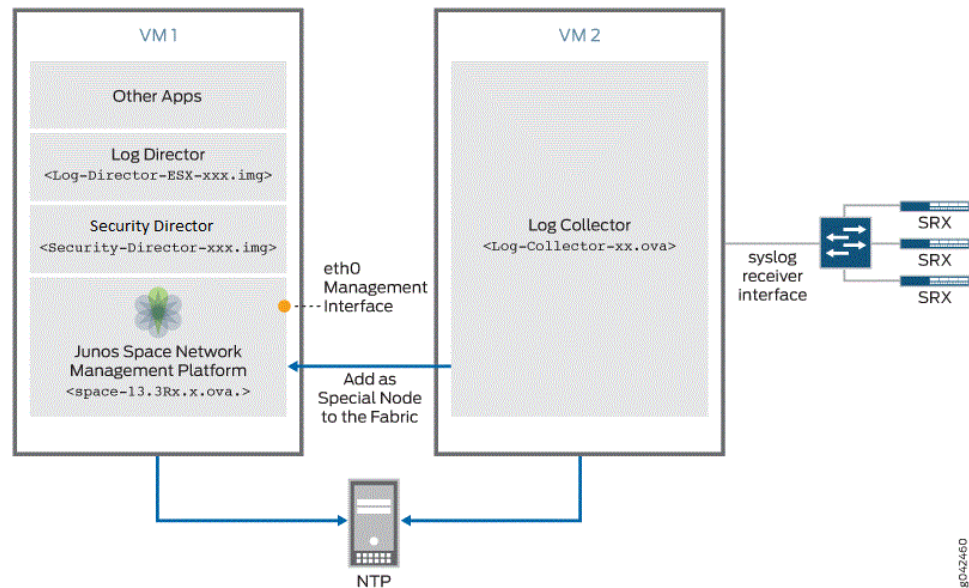 VM 1
VM 2
Other Apps
Log Director
<Log-Director-ESX-xxx.img>
Security Director
<Security-Director-xxx.img>
eth0
Management
Interface
Junos Space Network
Management Platform
<space-13.3Rx.x.ova.>
Add as
Special Node
to the Fabric
Log Collector
<Log-Collector-xx.ova>
syslog
receiver
interface
SRX
SRX
SRX
NTP
g042460